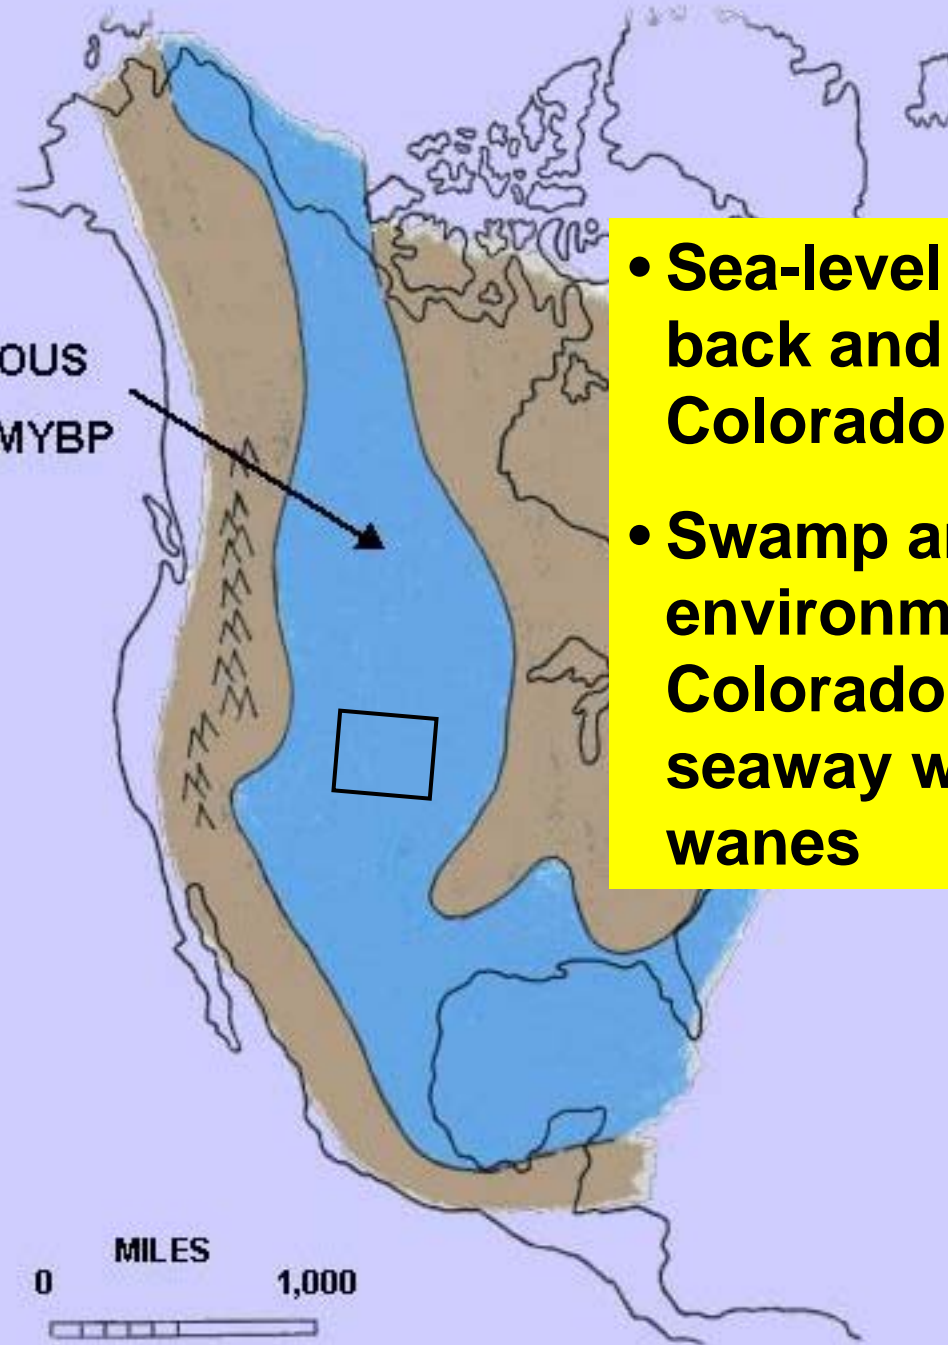 OUS
MYBP
• Sea-level
back and
Colorado
• Swamp a
environm
Colorado
seaway w
wanes
MILES
0 1,000